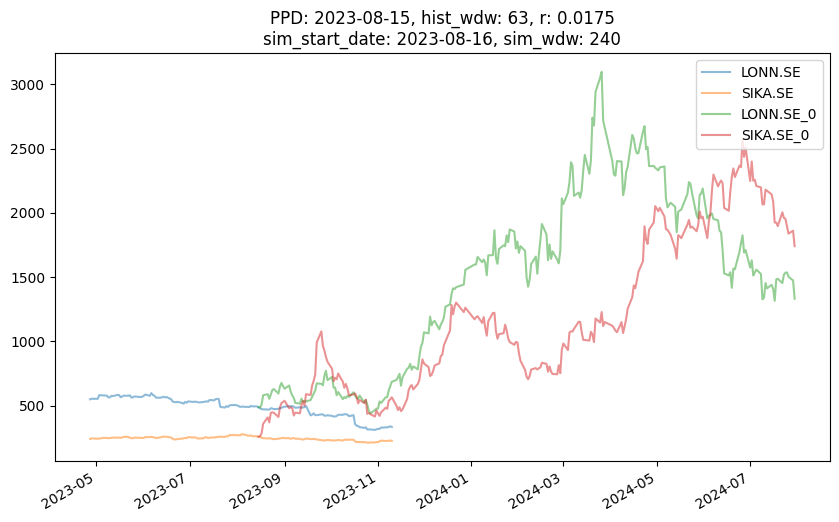 PPD: 2023-08-15, hist_wdw: 63, r: 0.0175
sim_start_date: 2023-08-16, sim_wdw: 240
LONN.SE
SIKA.SE
LONN.SE_0
SIKA.SE_0
3000
2500
2000
1500
1000
500
2023-05
2023-07
2023-09
2023-11
2024-01
2024-03
2024-05
2024-07